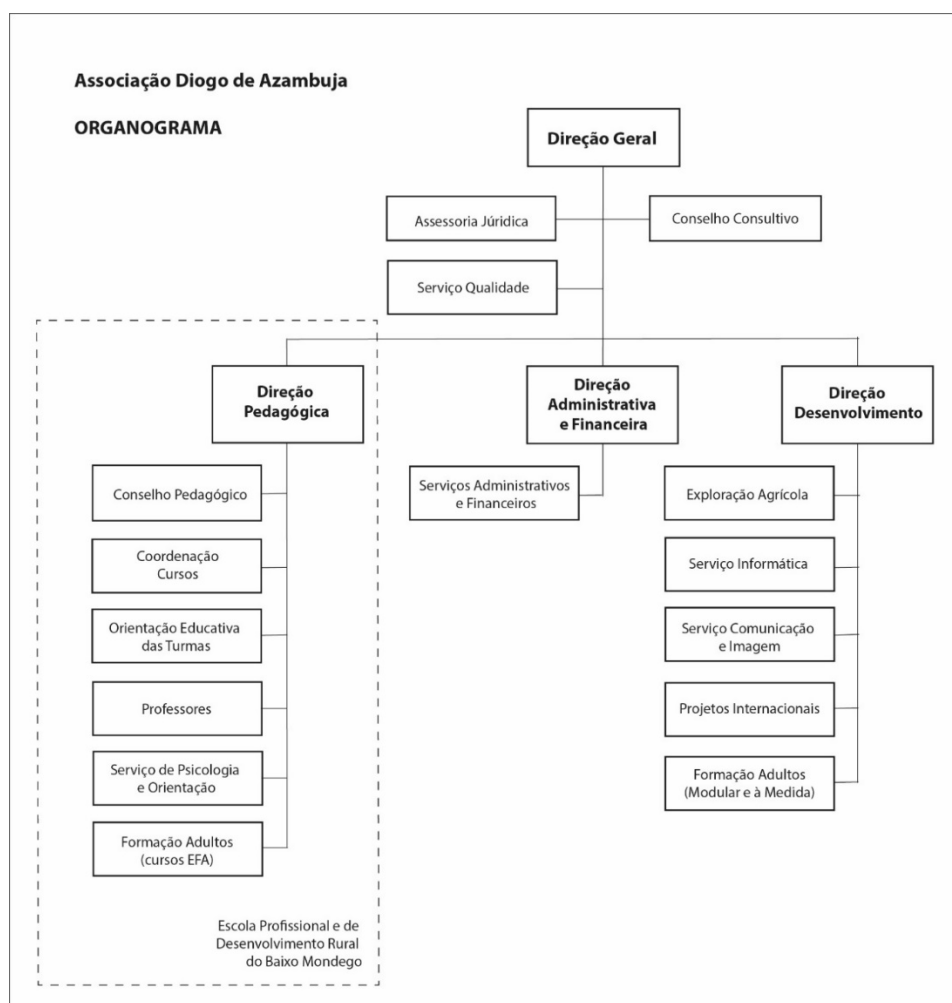 Associação Diogo de Azambuja
ORGANOGRAMA
Direção Geral
Assessoria Júridica
Conselho Consultivo
Serviço Qualidade
Direção
Pedagógica
Direção
Administrativa
e Financeira
Direção
Desenvolvimento
Conselho Pedagógico
Coordenação
Cursos
Orientação Educativa
das Turmas
Professores
Serviço de Psicologia
e Orientação
Formação Adultos
(cursos EFA)
Serviços Administrativos
e Financeiros
Exploração Agrícola
Serviço Informática
Serviço Comunicação
e Imagem
Projetos Internacionais
Formação Adultos
(Modular e à Medida)
Escola Profissional e de
Desenvolvimento Rural
do Baixo Mondego